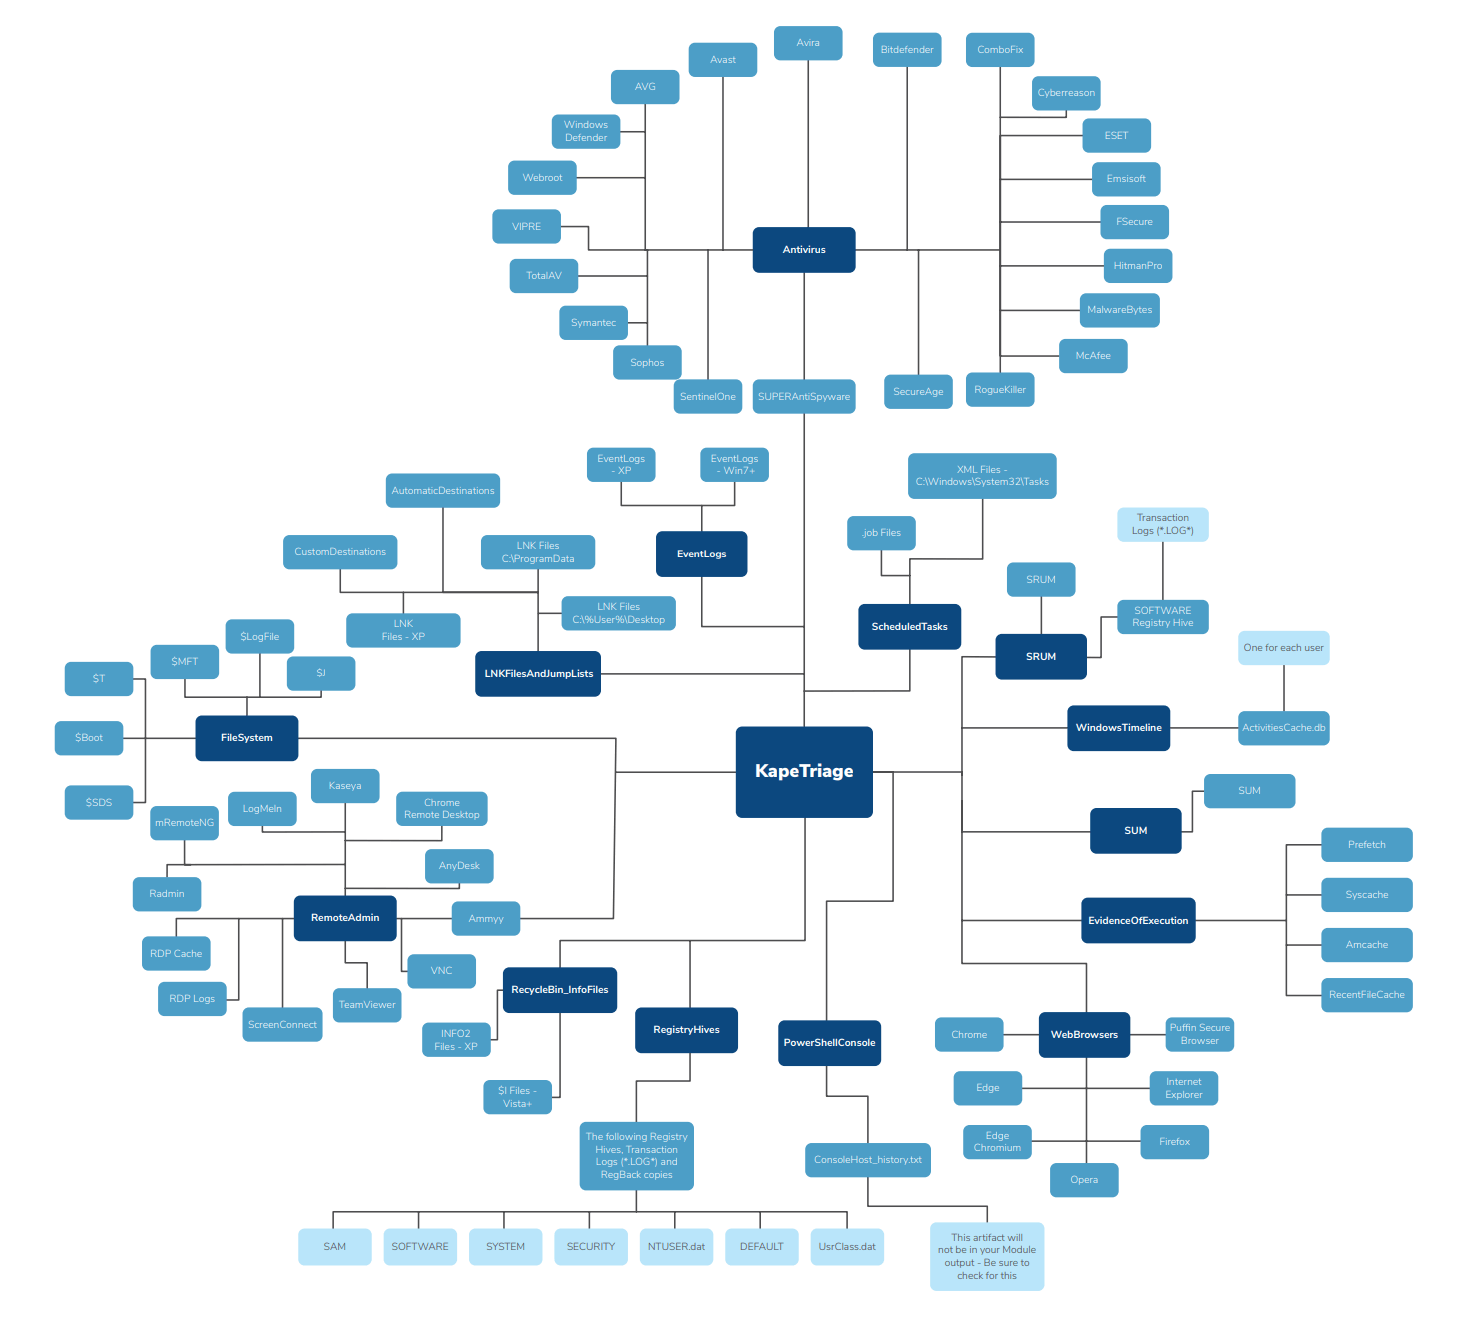 Avira
Bitdefender
ComboFix
Avast
AVG
Cyberreason
Windows
Defender
ESET
Webroot
Emsisoft
VIPRE
FSecure
Antivirus
TotalAV
HitmanPro
Symantec
MalwareBytes
Sophos
McAfee
SentinelOne
SUPERAntiSpyware
SecureAge
RogueKiller
EventLogs
- XP
EventLogs
- Win7+
XML Files -
C:\Windows\System32\Tasks
AutomaticDestinations
.job Files
Transaction
Logs (*.LOG*)
CustomDestinations
LNK Files
C:\ProgramData
EventLogs
SRUM
LNK Files
C:\%User%\Desktop
LNK
Files - XP
ScheduledTasks
SOFTWARE
Registry Hive
$LogFile
$MFT
$J
$T
LNKFilesAndJumpLists
SRUM
One for each user
$Boot
FileSystem
WindowsTimeline
ActivitiesCache.db
KapeTriage
$SDS
mRemoteNG
LogMeIn
Kaseya
Chrome
Remote Desktop
SUM
SUM
AnyDesk
Prefetch
Radmin
Syscache
RemoteAdmin
Ammyy
EvidenceOfExecution
RDP Cache
VNC
Amcache
RDP Logs
ScreenConnect
TeamViewer
RecycleBin_InfoFiles
RecentFileCache
INFO2
Files - XP
RegistryHives
PowerShellConsole
Chrome
WebBrowsers
Puffin Secure
Browser
$I Files -
Vista+
Edge
Internet
Explorer
The following Registry
Hives, Transaction
Logs (*.LOG*) and
RegBack copies
ConsoleHost_history.txt
Edge
Chromium
Firefox
Opera
SAM
SOFTWARE
SYSTEM
SECURITY
NTUSER.dat
DEFAULT
UsrClass.dat
This artifact will
not be in your Module
output - Be sure to
check for this